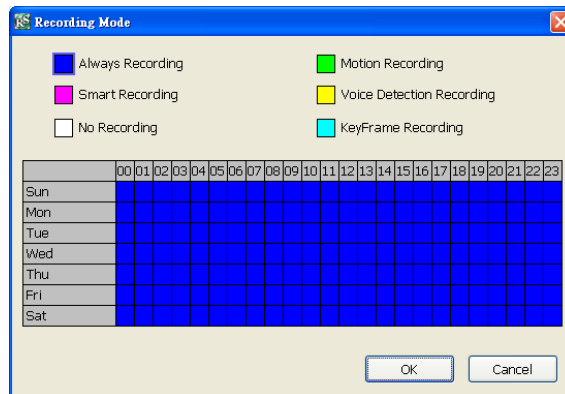 Recording Mode
Always Recording Motion Recording
Smart Recording Voice Detection Recording
No Recording KeyFrame Recording
00 01 02 03 04 05 06 07 08 09 10 11 12 13 14 15 16 17 18 19 20 21 22 23
Sun
Mon
Tue
Wed
Thu
Fri
Sat
OK Cancel